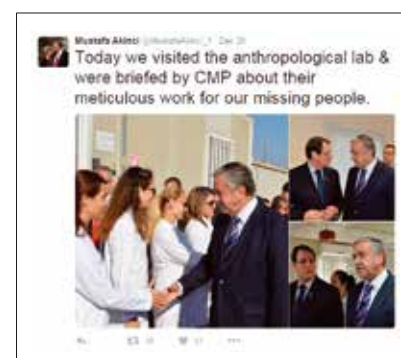 Mustafa Akinci
Today we visited the anthropological lab &
were briefed by CMP about their
meticulous work for our missing people.